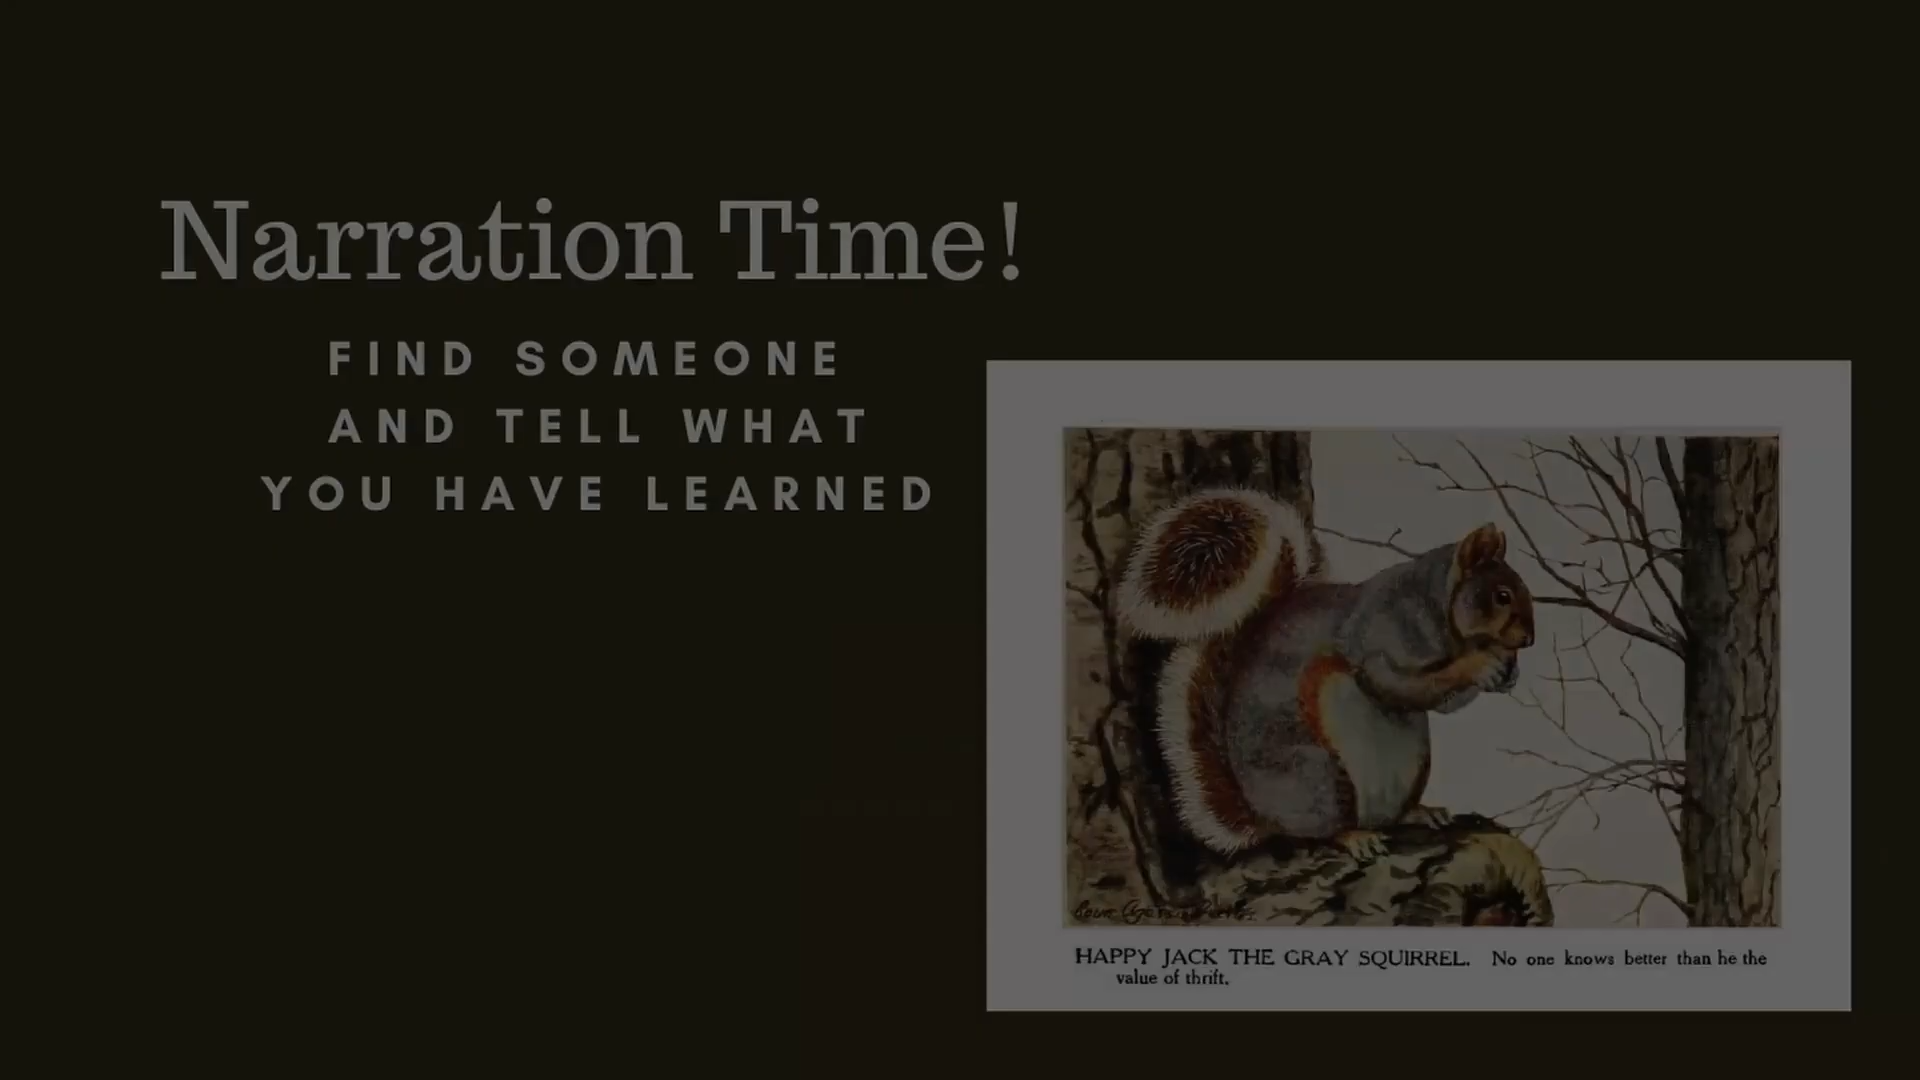 Narration Time!
FIND SOMEONE
AND TELL WHAT
YOU HAVE LEARNED
HAPPY JACK THE GRAY SQUIRREL. No one knows better than he the
value of thrift.